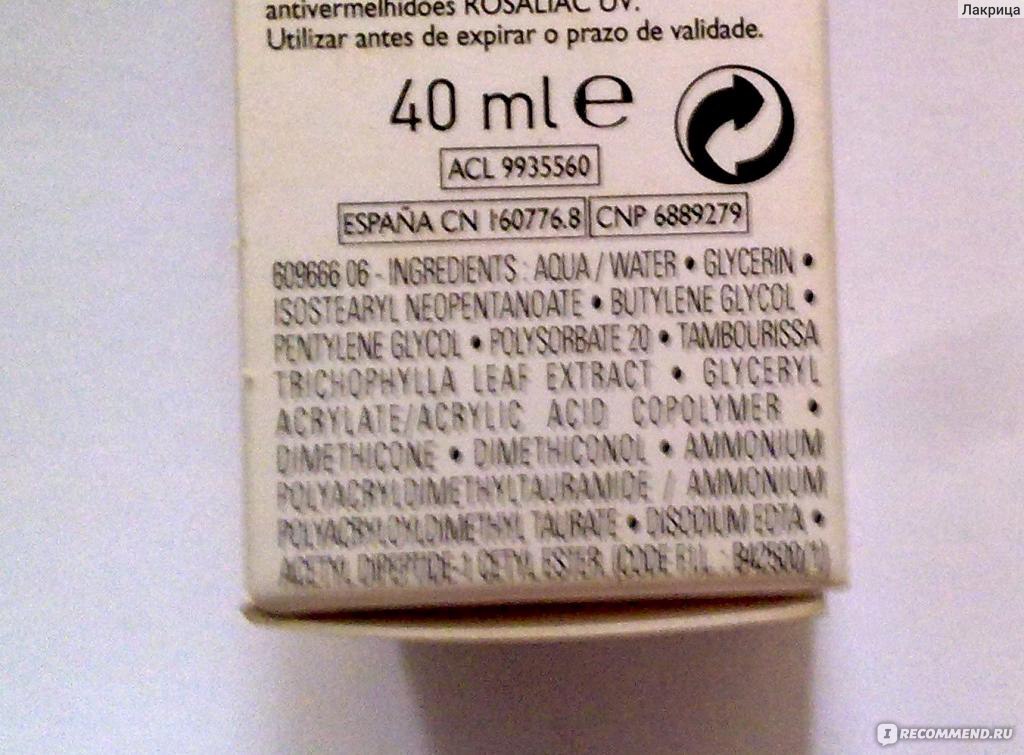 Лакрица
antivermelhidões ROSALIAC UV.
Utilizar antes de expirar o prazo de validade.
40 ml e
ACL 9935560
ESPAÑA CN 160776.8 CNP 6889279
609666 06 - INGREDIENTS : AQUA / WATER • GLYCERIN •
ISOSTEARYL NEOPENTANOATE • BUTYLENE GLYCOL •
PENTYLENE GLYCOL • POLYSORBATE 20 • TAMBOURISSA
TRICHOPHYLLA LEAF EXTRACT • GLYCERYL
ACRYLATE/ACRYLIC ACID COPOLYMER •
DIMETHICONE • DIMETHICONOL • AMMONIUM
POLYACRYLDIMETHYLTAURAMIDE / AMMONIUM
POLYACRYLOYLDIMETHYL TAURATE • DISODIUM EDTA •
ACETYL DIPEPTIDE-1 CETYL ESTER (CODE F.I.L. :
IRECOMMEND.RU